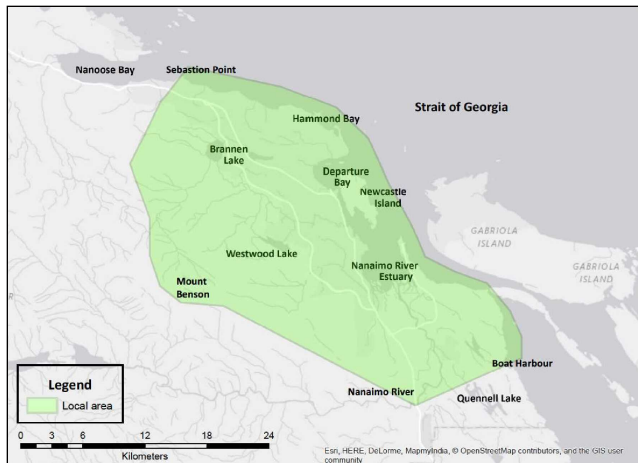 Nanoose Bay
Sebastion Point
Strait of Georgia
Hammond Bay
Brannen
Lake
Departure
Bay
Newcastle
Island
GABRIOLA
ISLAND
GABRIOLA
ISLAND
Westwood Lake
Nanaimo River
Estuary
Mount
Benson
Boat Harbour
Nanaimo River
Quennell Lake
Legend
Local area
0 3 6 12 18 24
Kilometers
Esri, HERE, DeLorme, MapmyIndia, © OpenStreetMap contributors, and the GIS user
community